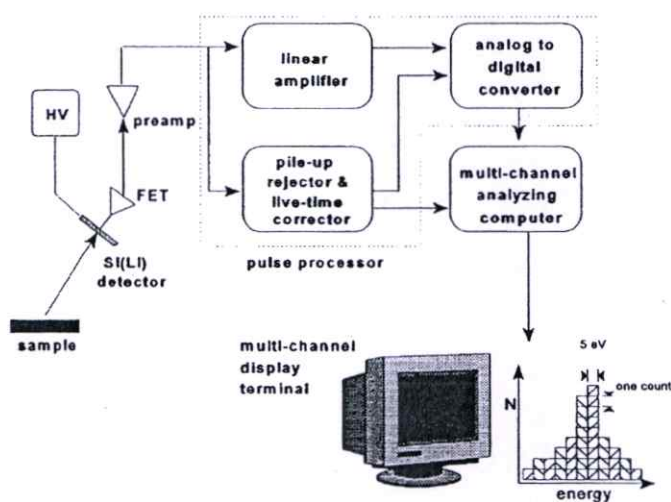 linear
amplifier
analog to
digital
converter
HV
preamp
FET
pile-up
rejector &
live-time
corrector
multi-channel
analyzing
computer
SI(LI)
detector
pulse processor
sample
multi-channel
display
terminal
5 eV
one count
N
energy